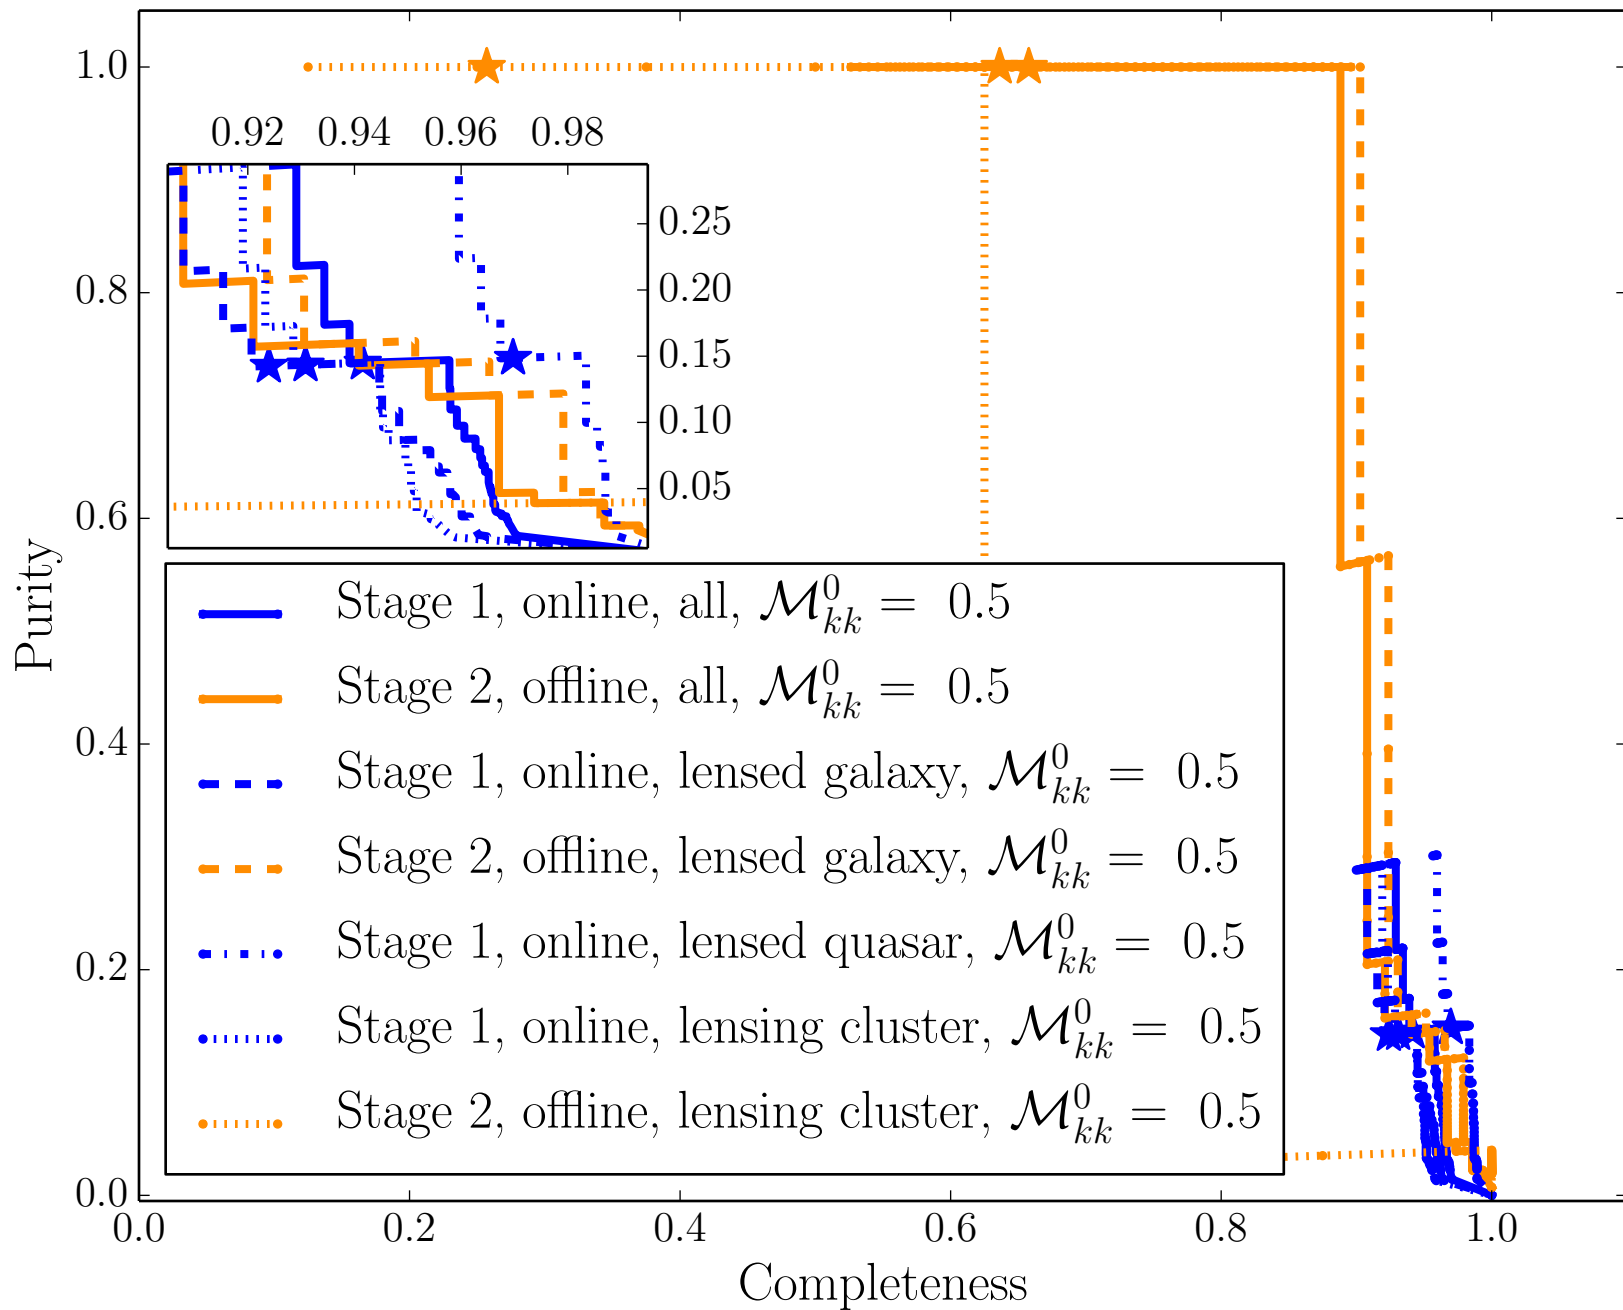 1.0
0.8
0.6
0.4
0.2
0.0
Purity
0.92 0.94 0.96 0.98
0.25
0.20
0.15
0.10
0.05
Stage 1, online, all, $\mathcal{M}^0_{kk} =$ 0.5
Stage 2, offline, all, $\mathcal{M}^0_{kk} =$ 0.5
Stage 1, online, lensed galaxy, $\mathcal{M}^0_{kk} =$ 0.5
Stage 2, offline, lensed galaxy, $\mathcal{M}^0_{kk} =$ 0.5
Stage 1, online, lensed quasar, $\mathcal{M}^0_{kk} =$ 0.5
Stage 1, online, lensing cluster, $\mathcal{M}^0_{kk} =$ 0.5
Stage 2, offline, lensing cluster, $\mathcal{M}^0_{kk} =$ 0.5
0.0 0.2 0.4 0.6 0.8 1.0
Completeness